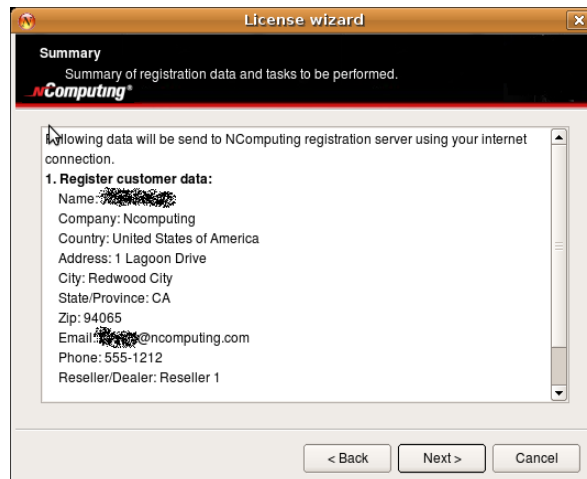 License wizard
Summary
Summary of registration data and tasks to be performed.
NComputing®
Following data will be send to NComputing registration server using your internet
connection.
1. Register customer data:
Name:
Company: Ncomputing
Country: United States of America
Address: 1 Lagoon Drive
City: Redwood City
State/Province: CA
Zip: 94065
Email: @ncomputing.com
Phone: 555-1212
Reseller/Dealer: Reseller 1
< Back
Next >
Cancel